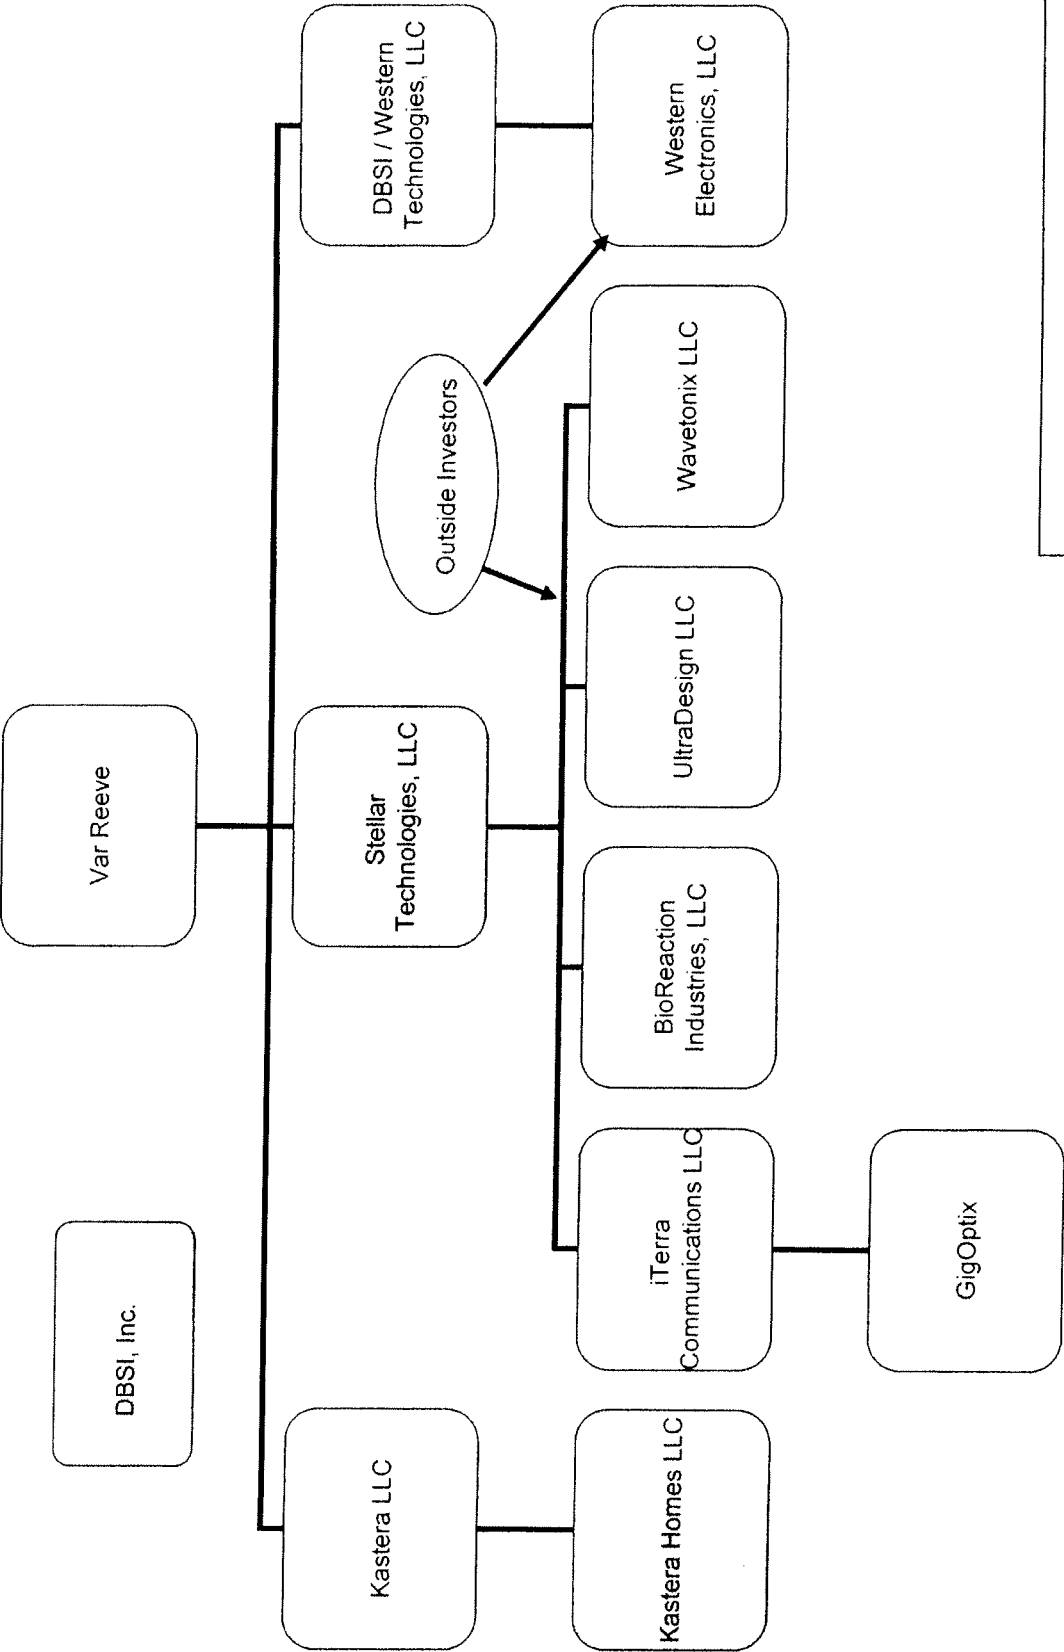 DBSI, Inc.
Var Reeve
Kastera LLC
Stellar
Technologies, LLC
DBSI / Western
Technologies, LLC
Outside Investors
Kastera Homes LLC
iTerra
Communications LLC
BioReaction
Industries, LLC
UltraDesign LLC
Wavetonix LLC
Western
Electronics, LLC
GigOptix